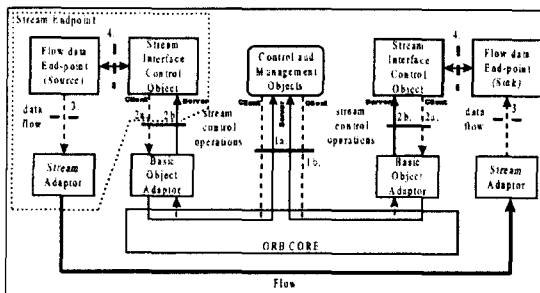 Stream Endpoint
Flow data
End-point
(Source)
4.
Stream
Interface
Control
Object
Control and
Management
Objects
Stream
Interface
Control
Object
4.
Flow data
End-point
(Sink)
3.
data
flow
Client
Server
2a.
2b.
Stream
control
operations
Client
Server
Client
1a.
1b.
stream
control
operations
Server
Client
2b.
2a.
data
flow
3.
Stream
Adaptor
Basic
Object
Adaptor
Basic
Object
Adaptor
Stream
Adaptor
ORB CORE
Flow